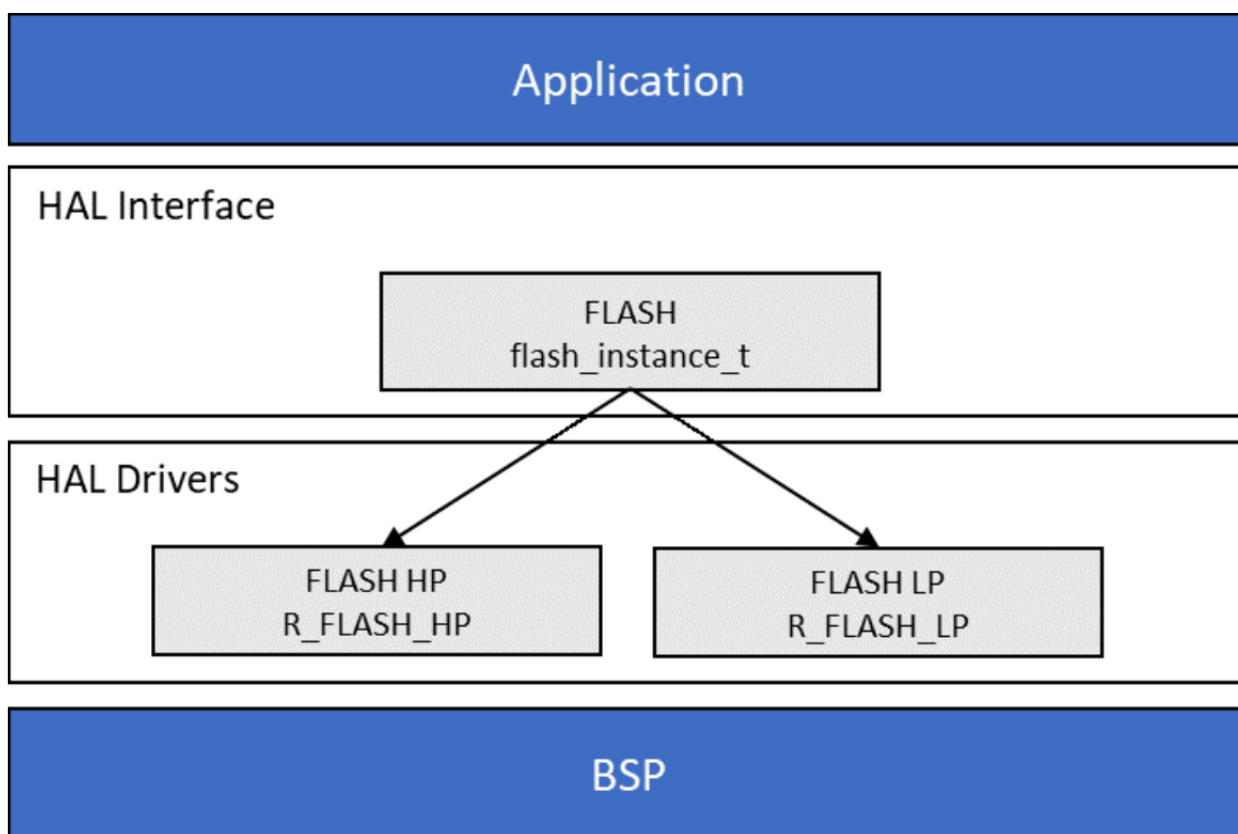 Application
HAL Interface
FLASH
flash_instance_t
HAL Drivers
FLASH HP
R_FLASH_HP
FLASH LP
R_FLASH_LP
BSP